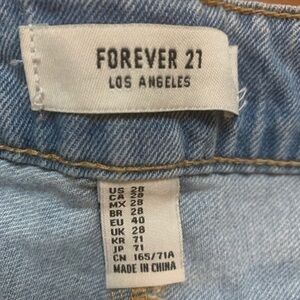 FOREVER 21
LOS ANGELES
US 28
CA 28
MX 28
BR 28
EU 40
UK 28
KR 71
JP 71
CN 165/71A
MADE IN CHINA